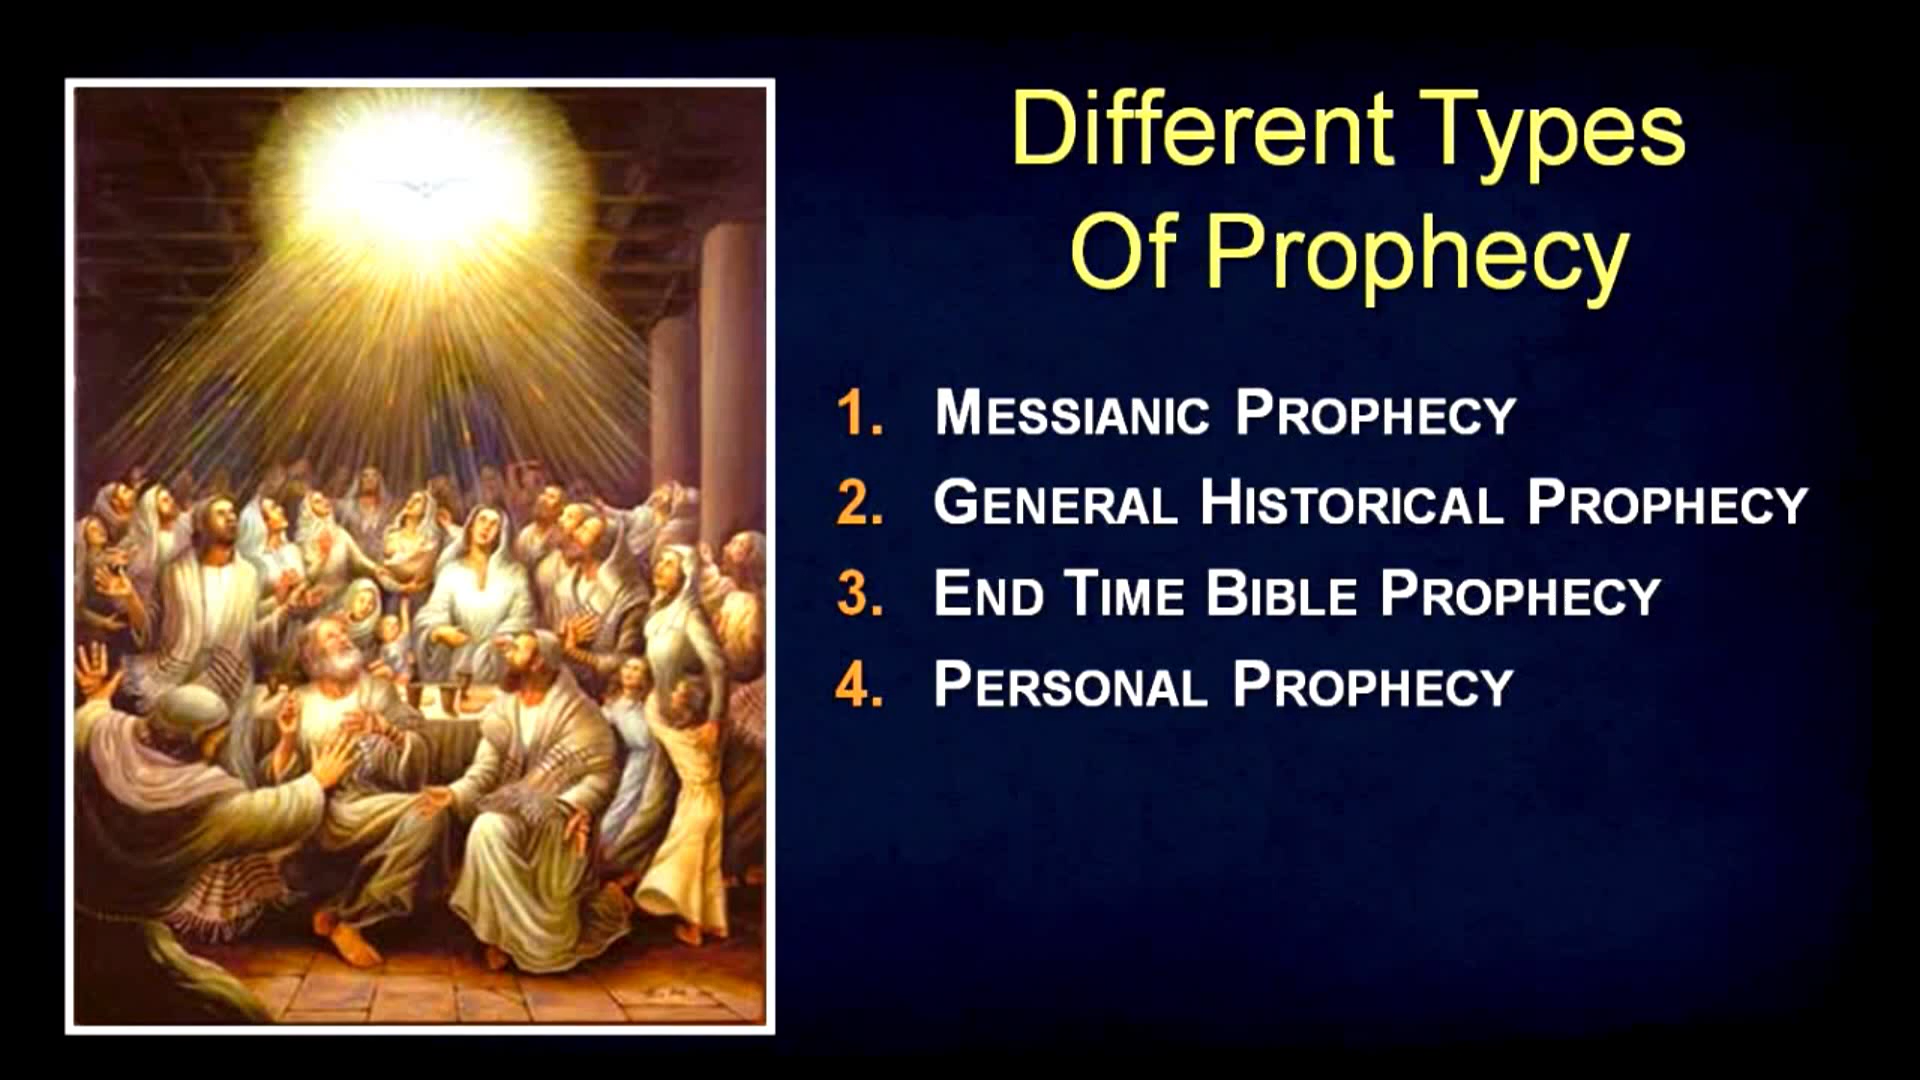 Different Types
Of Prophecy
1. MESSIANIC PROPHECY
2. GENERAL HISTORICAL PROPHECY
3. END TIME BIBLE PROPHECY
4. PERSONAL PROPHECY